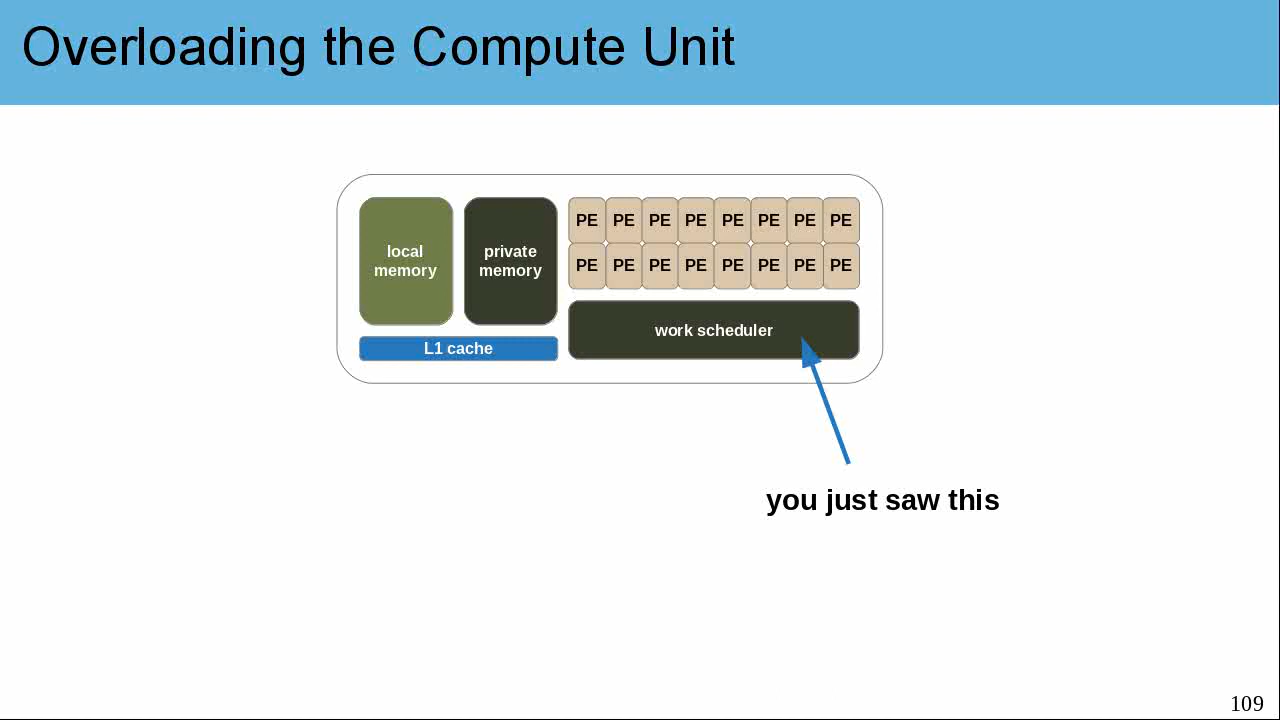 Overloading the Compute Unit
local
memory
private
memory
PE PE PE PE PE PE PE PE
PE PE PE PE PE PE PE PE
work scheduler
L1 cache
you just saw this
109